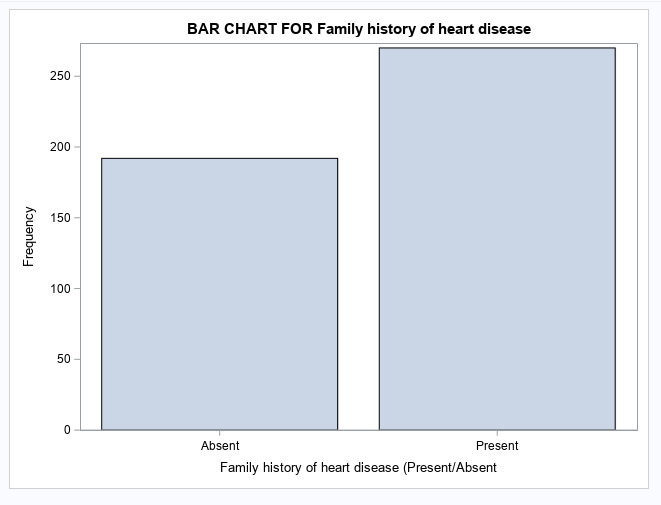 BAR CHART FOR Family history of heart disease
Frequency
250
200
150
100
50
0
Absent Present
Family history of heart disease (Present/Absent